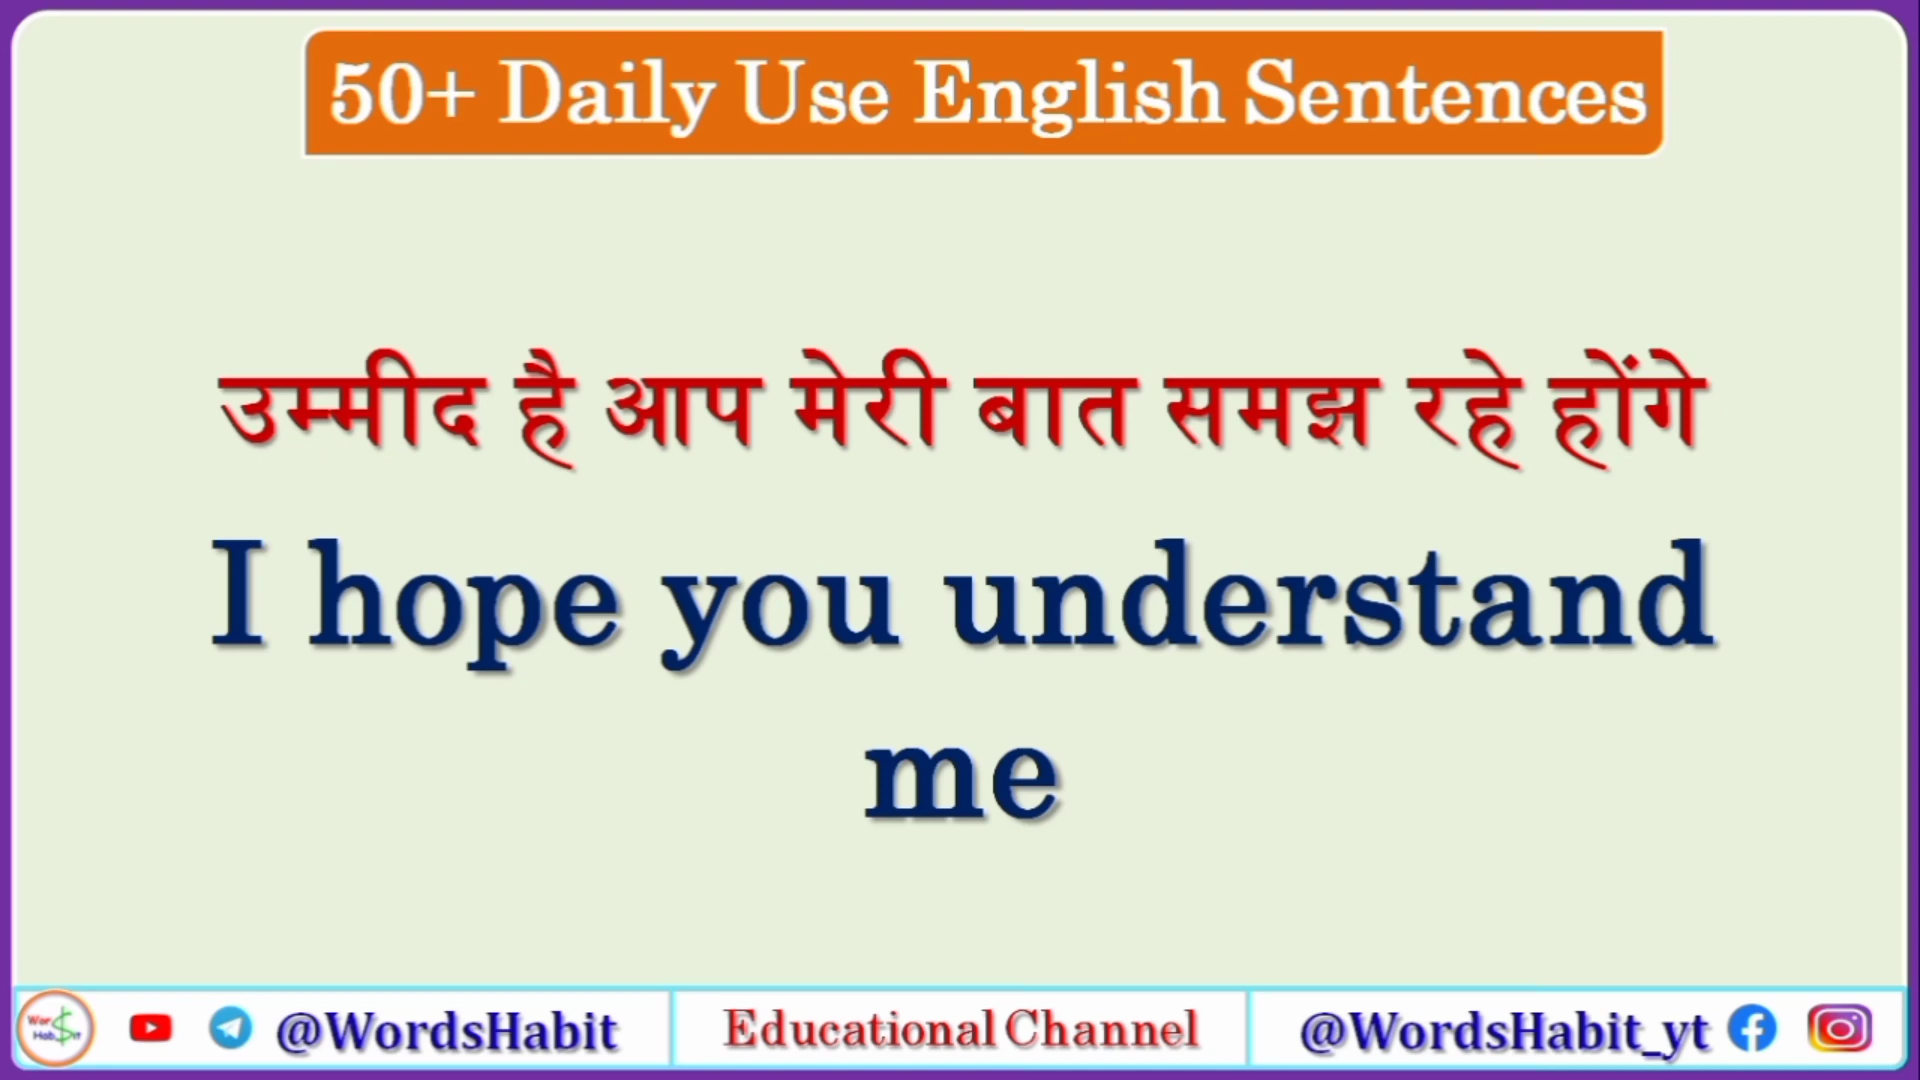 50+ Daily Use English Sentences
उम्मीद है आप मेरी बात समझ रहे होंगे
I hope you understand
me
@WordsHabit
Educational Channel
@WordsHabit_yt